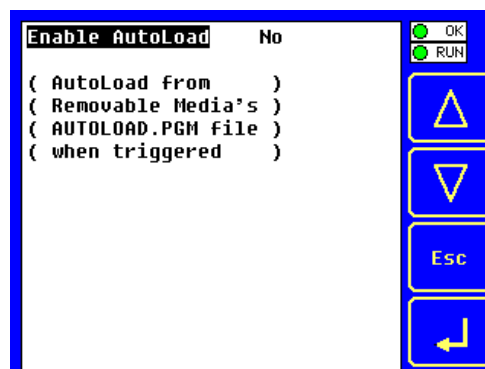 Enable AutoLoad No
( AutoLoad from )
( Removable Media's )
( AUTOLOAD.PGM file )
( when triggered )
OK
RUN
Esc